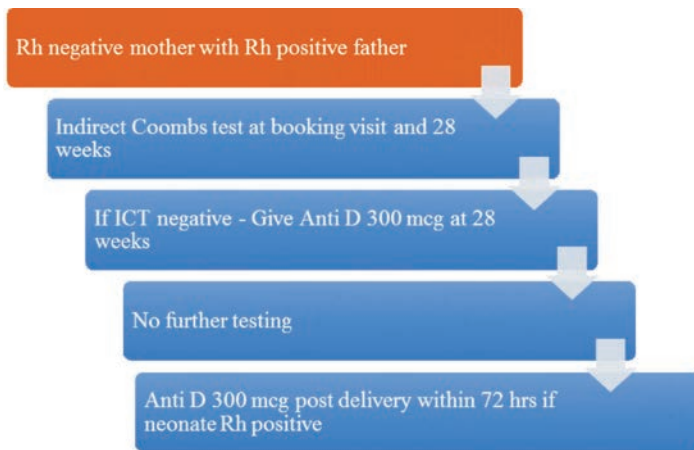 Rh negative mother with Rh positive father
Indirect Coombs test at booking visit and 28
weeks
If ICT negative - Give Anti D 300 mcg at 28
weeks
No further testing
Anti D 300 mcg post delivery within 72 hrs if
neonate Rh positive